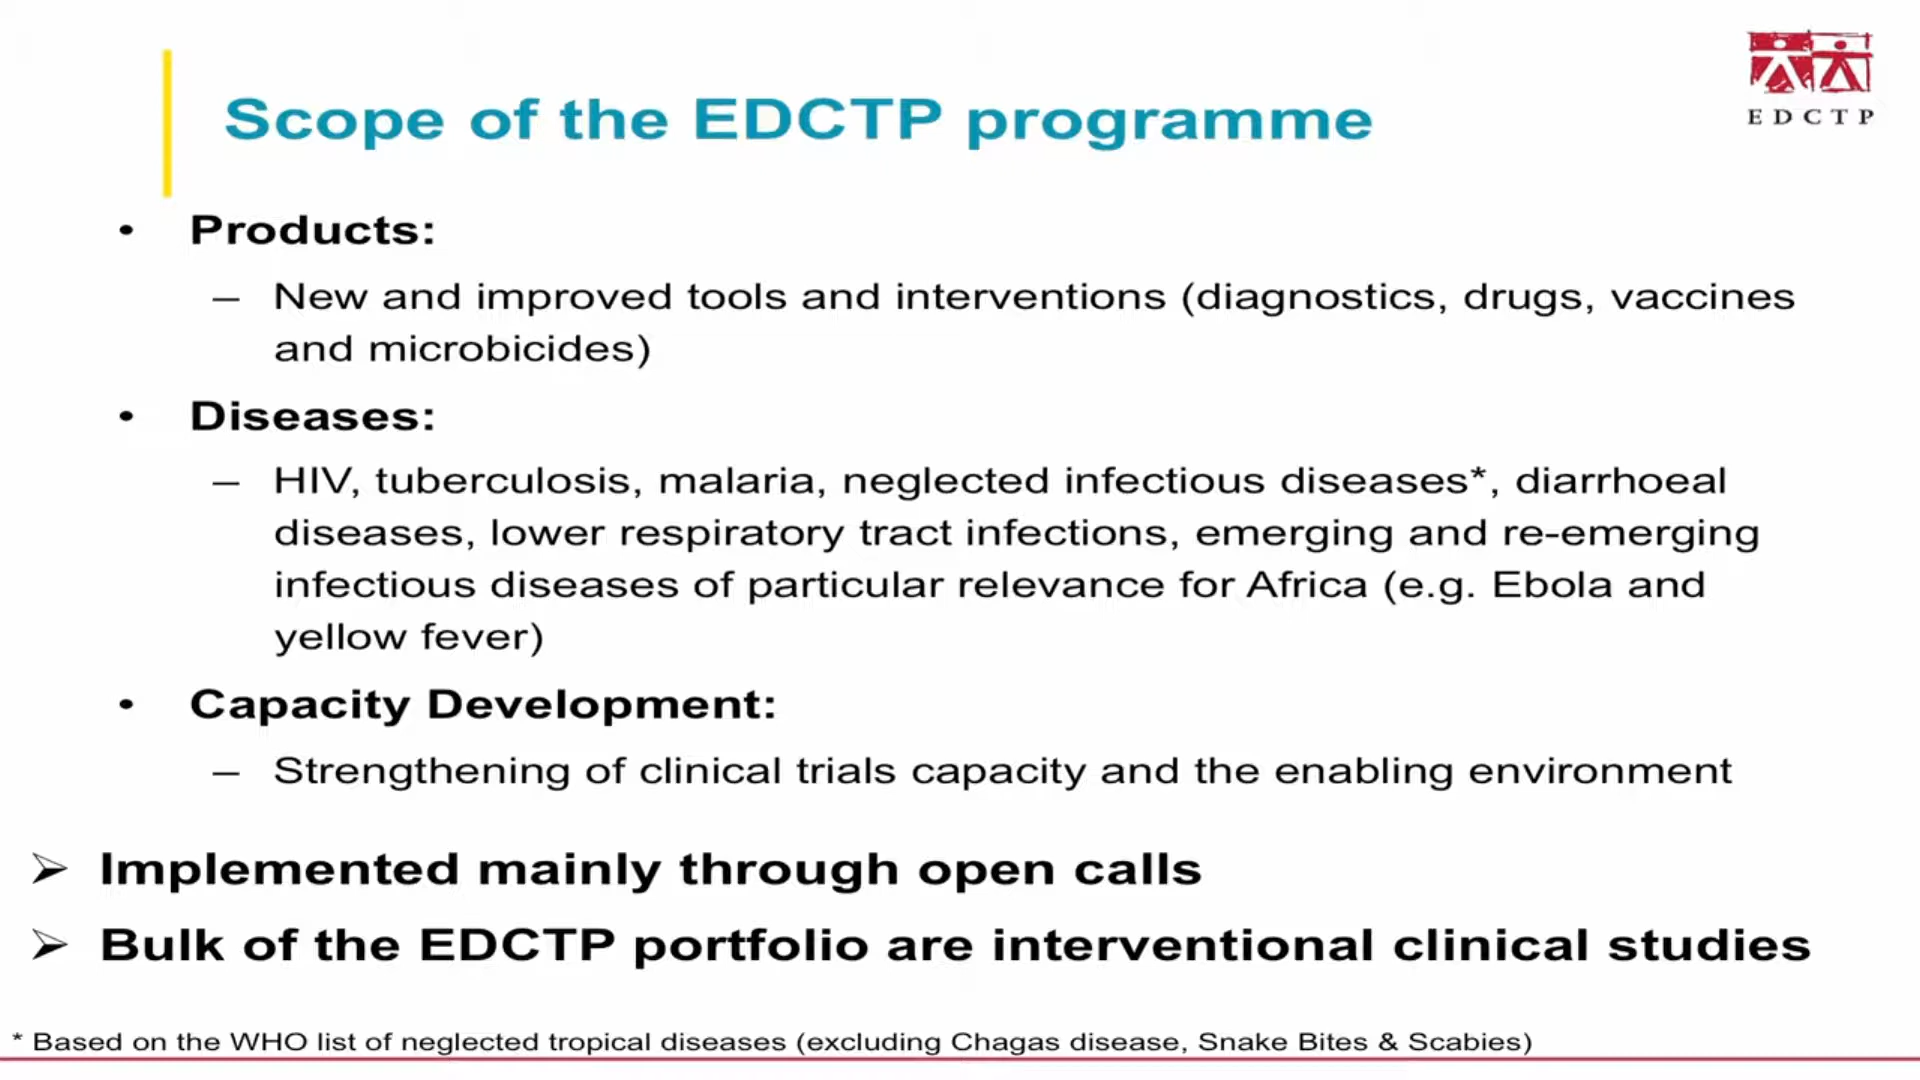 EDCTP
Scope of the EDCTP programme
• Products:
– New and improved tools and interventions (diagnostics, drugs, vaccines
and microbicides)
• Diseases:
– HIV, tuberculosis, malaria, neglected infectious diseases*, diarrhoeal
diseases, lower respiratory tract infections, emerging and re-emerging
infectious diseases of particular relevance for Africa (e.g. Ebola and
yellow fever)
• Capacity Development:
– Strengthening of clinical trials capacity and the enabling environment
➢ Implemented mainly through open calls
➢ Bulk of the EDCTP portfolio are interventional clinical studies
* Based on the WHO list of neglected tropical diseases (excluding Chagas disease, Snake Bites & Scabies)